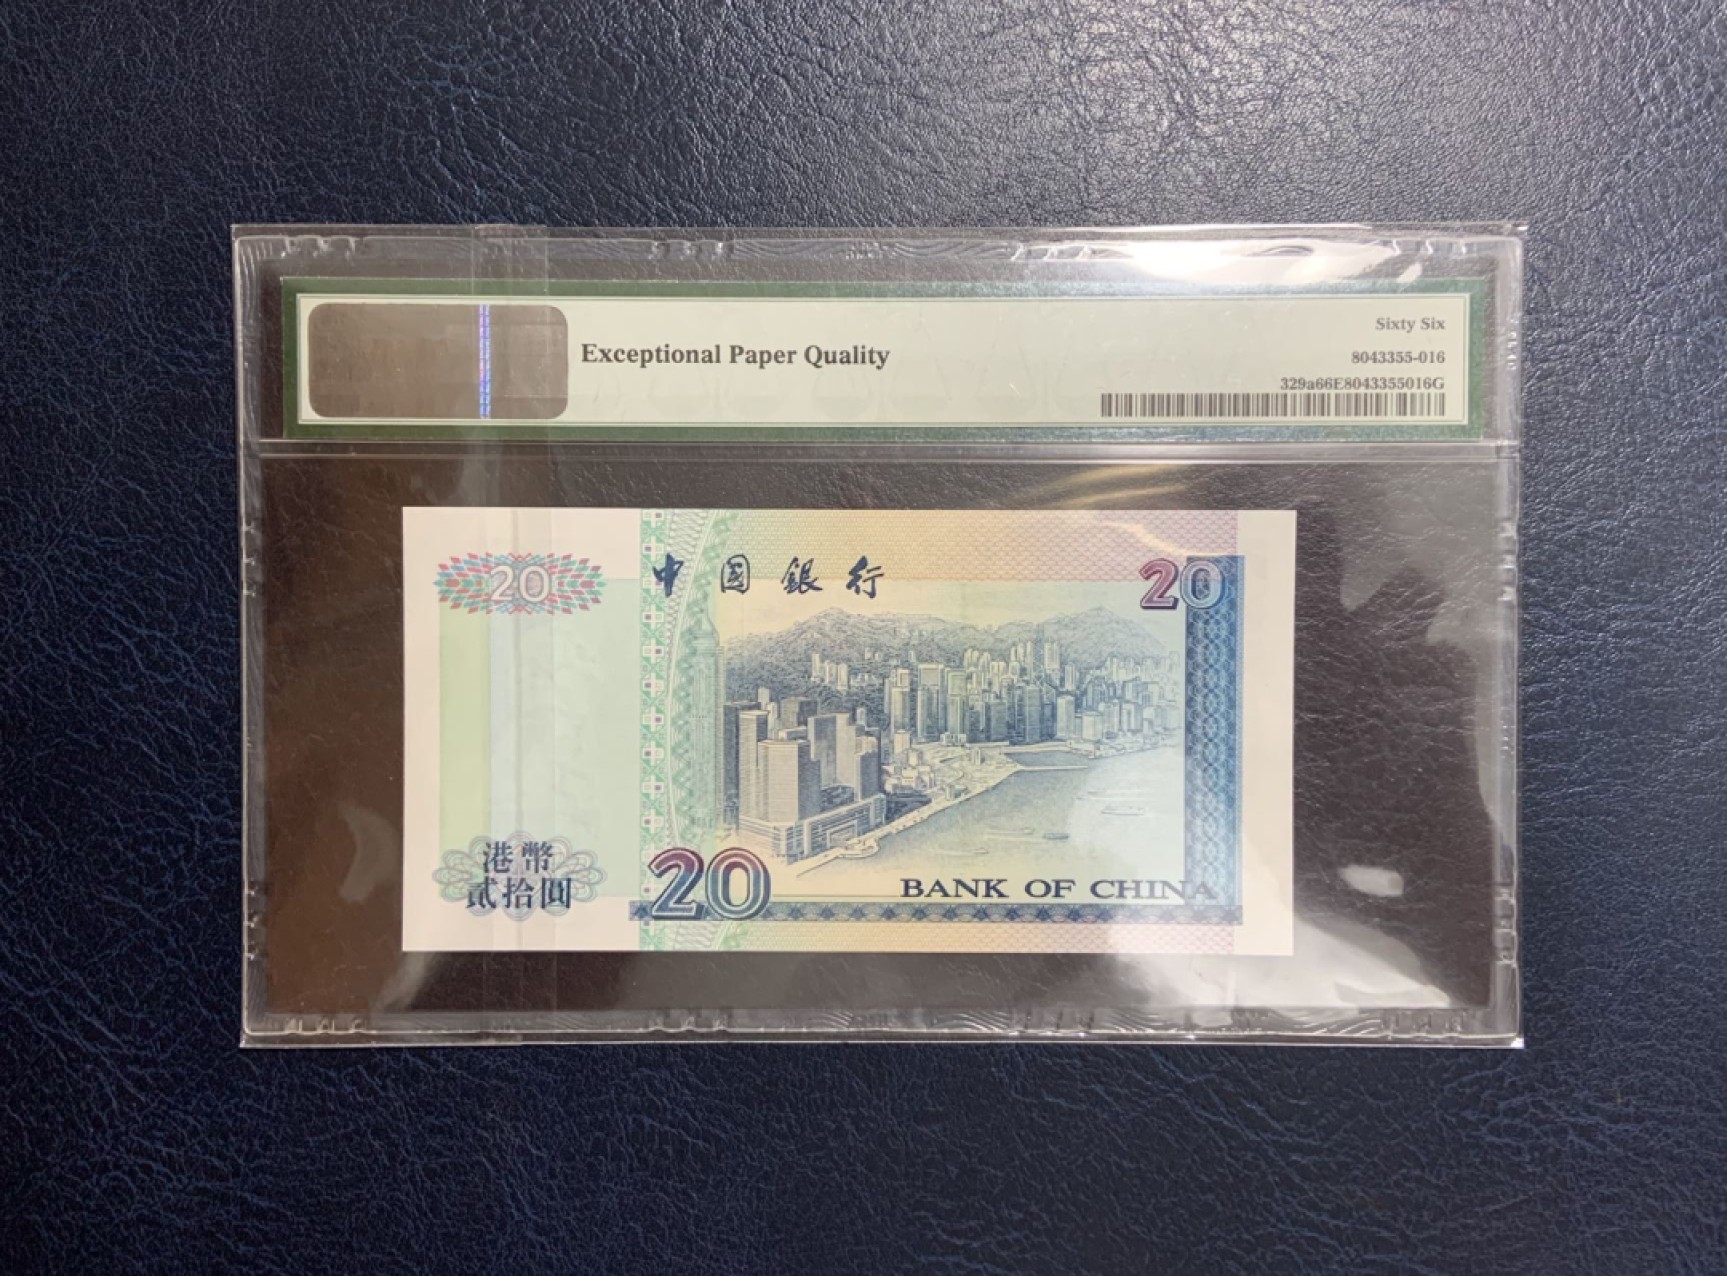 Exceptional Paper Quality
Sixty Six
8043355-016
329a66E8043355016G
20
中國銀行
20
港幣
貳拾圓
20
BANK OF CHINA